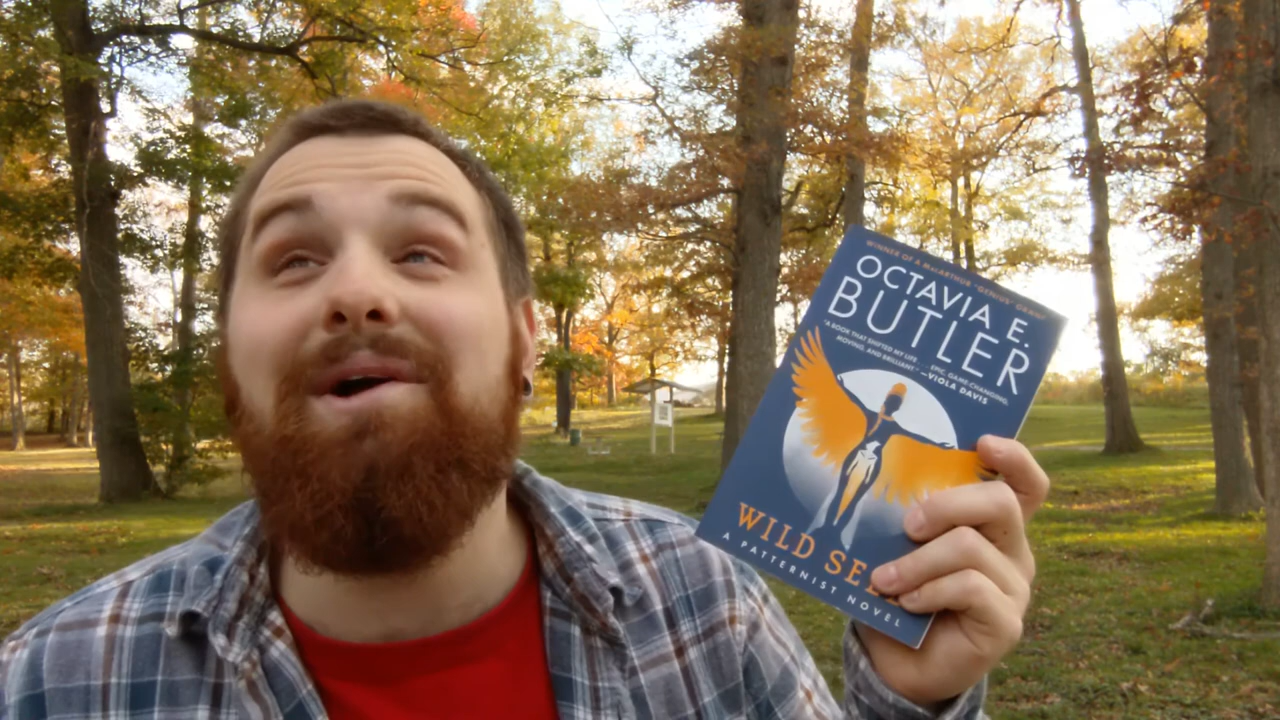 WINNER OF A MacARTHUR "GENIUS" GRANT
OCTAVIA E.
BUTLER
"A BOOK THAT SHIFTED MY LIFE . . . EPIC, GAME-CHANGING,
MOVING, AND BRILLIANT." —VIOLA DAVIS
WILD SE
A PATTERNIST NOVEL